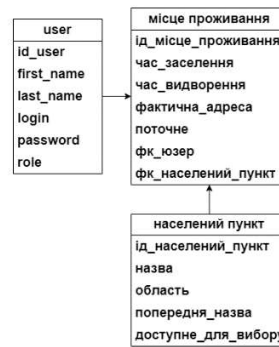 user
id_user
first_name
last_name
login
password
role
місце проживання
ід_місце_проживання
час_заселення
час_видворення
фактична_адреса
поточне
фк_юзер
фк_населений_пункт
населений пункт
ід_населений_пункт
назва
область
попередня_назва
доступне_для_вибору